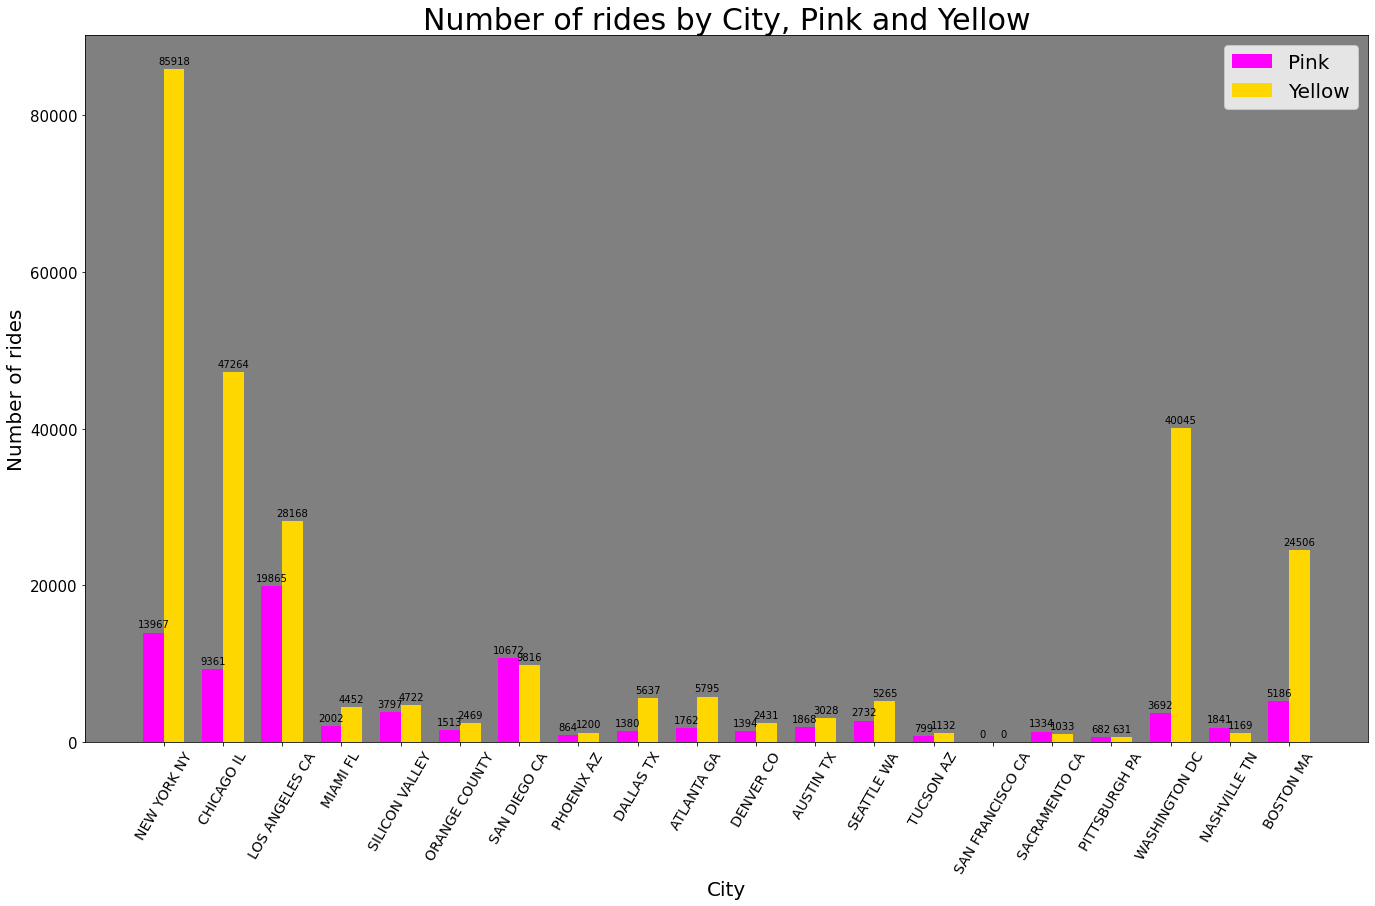 Number of rides by City, Pink and Yellow
Pink
Yellow
Number of rides
80000
60000
40000
20000
0
13967
85918
9361
47264
19865
28168
2002
4452
3797
4722
1513
2469
10672
9816
864
1200
1380
5637
1762
5795
1394
2431
1868
3028
2732
5265
799
1132
0
0
1334
1033
682
631
3692
40045
1841
1169
5186
24506
NEW YORK NY
CHICAGO IL
LOS ANGELES CA
MIAMI FL
SILICON VALLEY
ORANGE COUNTY
SAN DIEGO CA
PHOENIX AZ
DALLAS TX
ATLANTA GA
DENVER CO
AUSTIN TX
SEATTLE WA
TUCSON AZ
SAN FRANCISCO CA
SACRAMENTO CA
PITTSBURGH PA
WASHINGTON DC
NASHVILLE TN
BOSTON MA
City